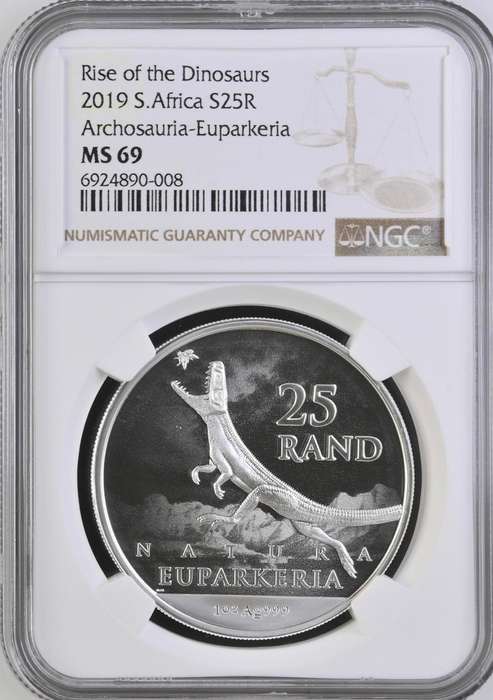 Rise of the Dinosaurs
2019 S.Africa S25R
Archosauria-Euparkeria
MS 69
6924890-008
NUMISMATIC GUARANTY COMPANY
NGC®
25
RAND
NATURA
EUPARKERIA
1oz Ag999